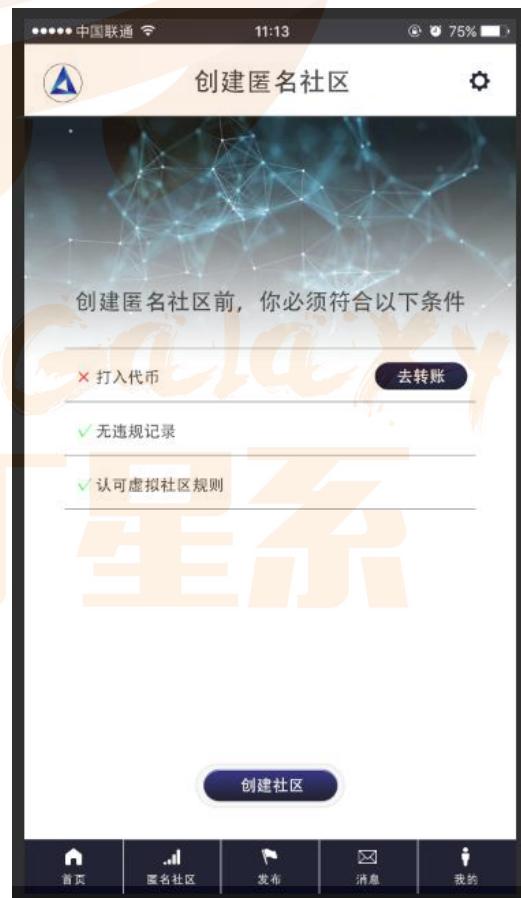 中国联通 11:13 75%
创建匿名社区
创建匿名社区前，你必须符合以下条件
× 打入代币 去转账
√ 无违规记录
√ 认可虚拟社区规则
Galaxy
星系
创建社区
首页 匿名社区 发布 消息 我的